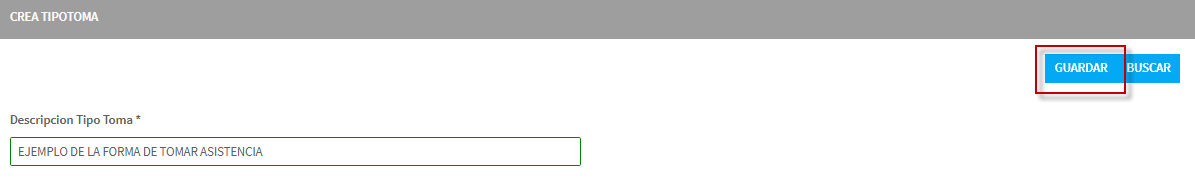 CREA TIPOTOMA
GUARDAR BUSCAR
Descripcion Tipo Toma *
EJEMPLO DE LA FORMA DE TOMAR ASISTENCIA